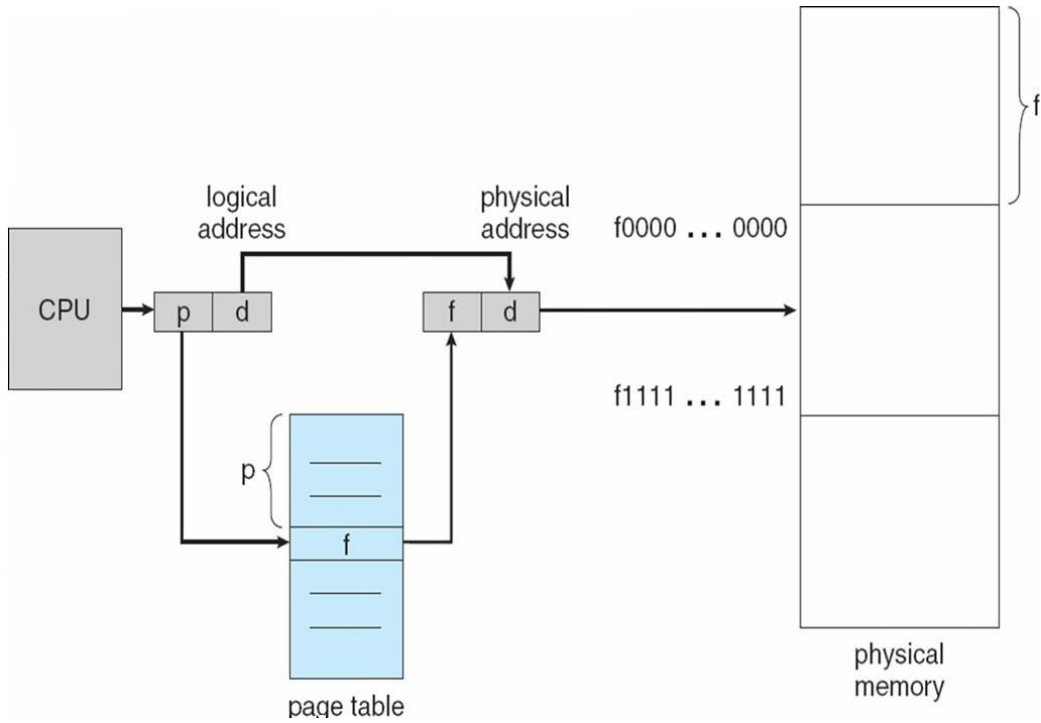 f
logical
address
physical
address
f0000 ... 0000
CPU
p
d
f
d
f1111 ... 1111
p
f
physical
memory
page table